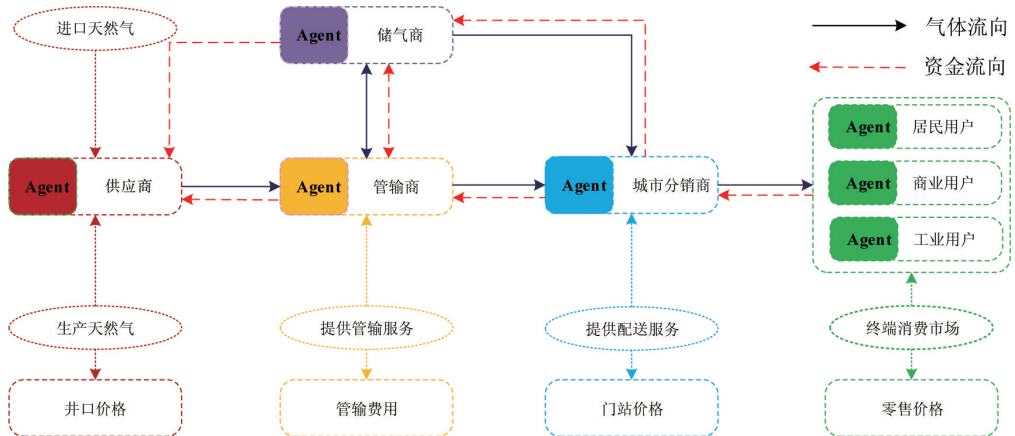 进口天然气
Agent 储气商
气体流向
资金流向
Agent 居民用户
Agent 供应商
Agent 管输商
Agent 城市分销商
Agent 商业用户
Agent 工业用户
生产天然气
提供管输服务
提供配送服务
终端消费市场
井口价格
管输费用
门站价格
零售价格